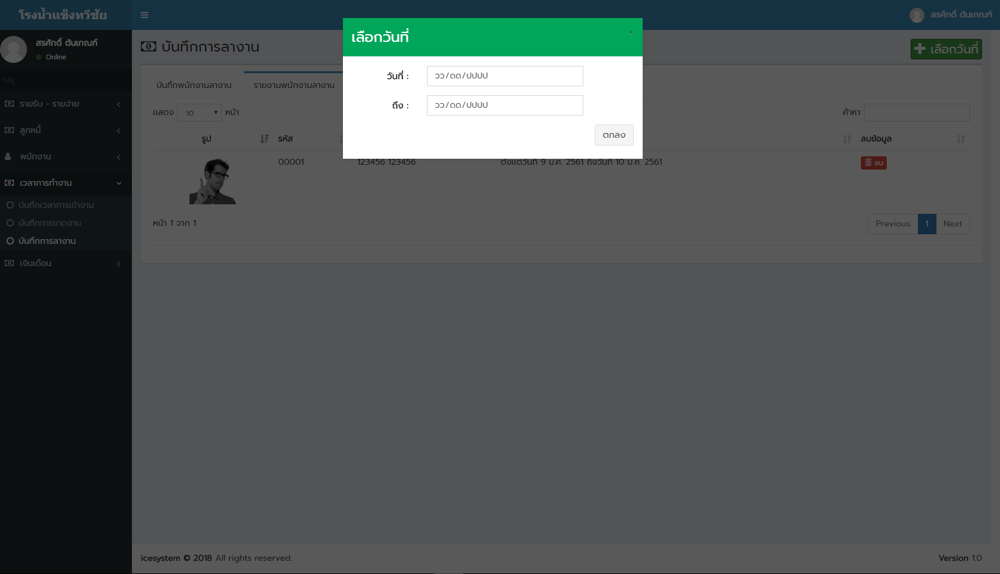 โรงน้ำแข็งทวีชัย
สรศักดิ์ ตันเกณฑ์
สรศักดิ์ ตันเกณฑ์
Online
เมนู
รายรับ - รายจ่าย
ลูกหนี้
พนักงาน
เวลาการทำงาน
บันทึกเวลาการเข้างาน
บันทึกการขาดงาน
บันทึกการลางาน
เงินเดือน
บันทึกการลางาน
เลือกวันที่
บันทึกพนักงานลางาน
รายงานพนักงานลางาน
แสดง 10 หน้า
ค้าหา
รูป รหัส ลบข้อมูล
00001 123456 123456 ตั้งแต่วันที่ 9 ม.ค. 2561 ถึงวันที่ 10 ม.ค. 2561 ลบ
หน้า 1 จาก 1
Previous 1 Next
เลือกวันที่
×
วันที่ : วว/ดด/ปปปป
ถึง : วว/ดด/ปปปป
ตกลง
icesystem © 2018 All rights reserved.
Version 1.0